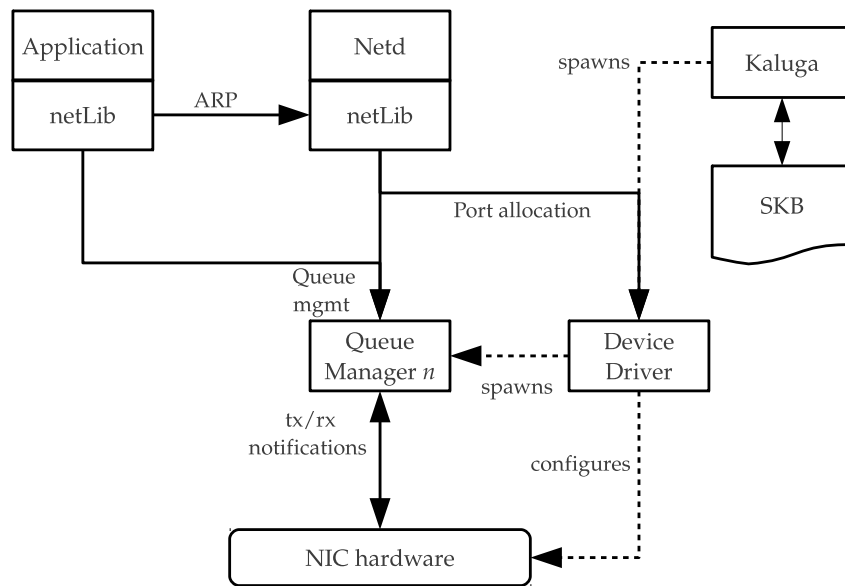 Application
netLib
ARP
Netd
netLib
spawns
Kaluga
SKB
Port allocation
Queue
mgmt
Queue
Manager n
spawns
Device
Driver
tx/rx
notifications
configures
NIC hardware